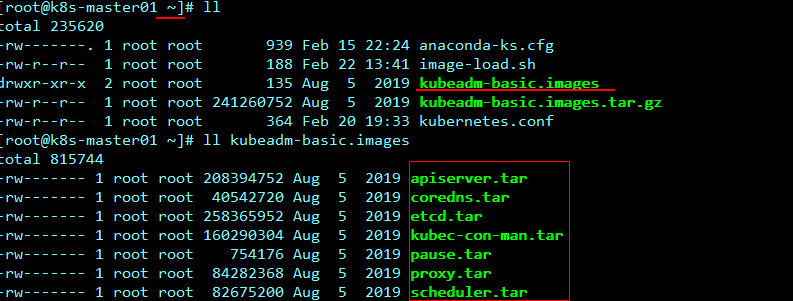 [root@k8s-master01 ~]# ll
total 235620
-rw-------. 1 root root       939 Feb 15 22:24 anaconda-ks.cfg
-rw-r--r--  1 root root       188 Feb 22 13:41 image-load.sh
drwxr-xr-x  2 root root       135 Aug  5  2019 kubeadm-basic.images
-rw-r--r--  1 root root 241260752 Aug  5  2019 kubeadm-basic.images.tar.gz
-rw-r--r--  1 root root       364 Feb 20 19:33 kubernetes.conf
[root@k8s-master01 ~]# ll kubeadm-basic.images
total 815744
-rw------- 1 root root 208394752 Aug  5  2019 apiserver.tar
-rw------- 1 root root  40542720 Aug  5  2019 coredns.tar
-rw------- 1 root root 258365952 Aug  5  2019 etcd.tar
-rw------- 1 root root 160290304 Aug  5  2019 kubec-con-man.tar
-rw------- 1 root root    754176 Aug  5  2019 pause.tar
-rw------- 1 root root  84282368 Aug  5  2019 proxy.tar
-rw------- 1 root root  82675200 Aug  5  2019 scheduler.tar